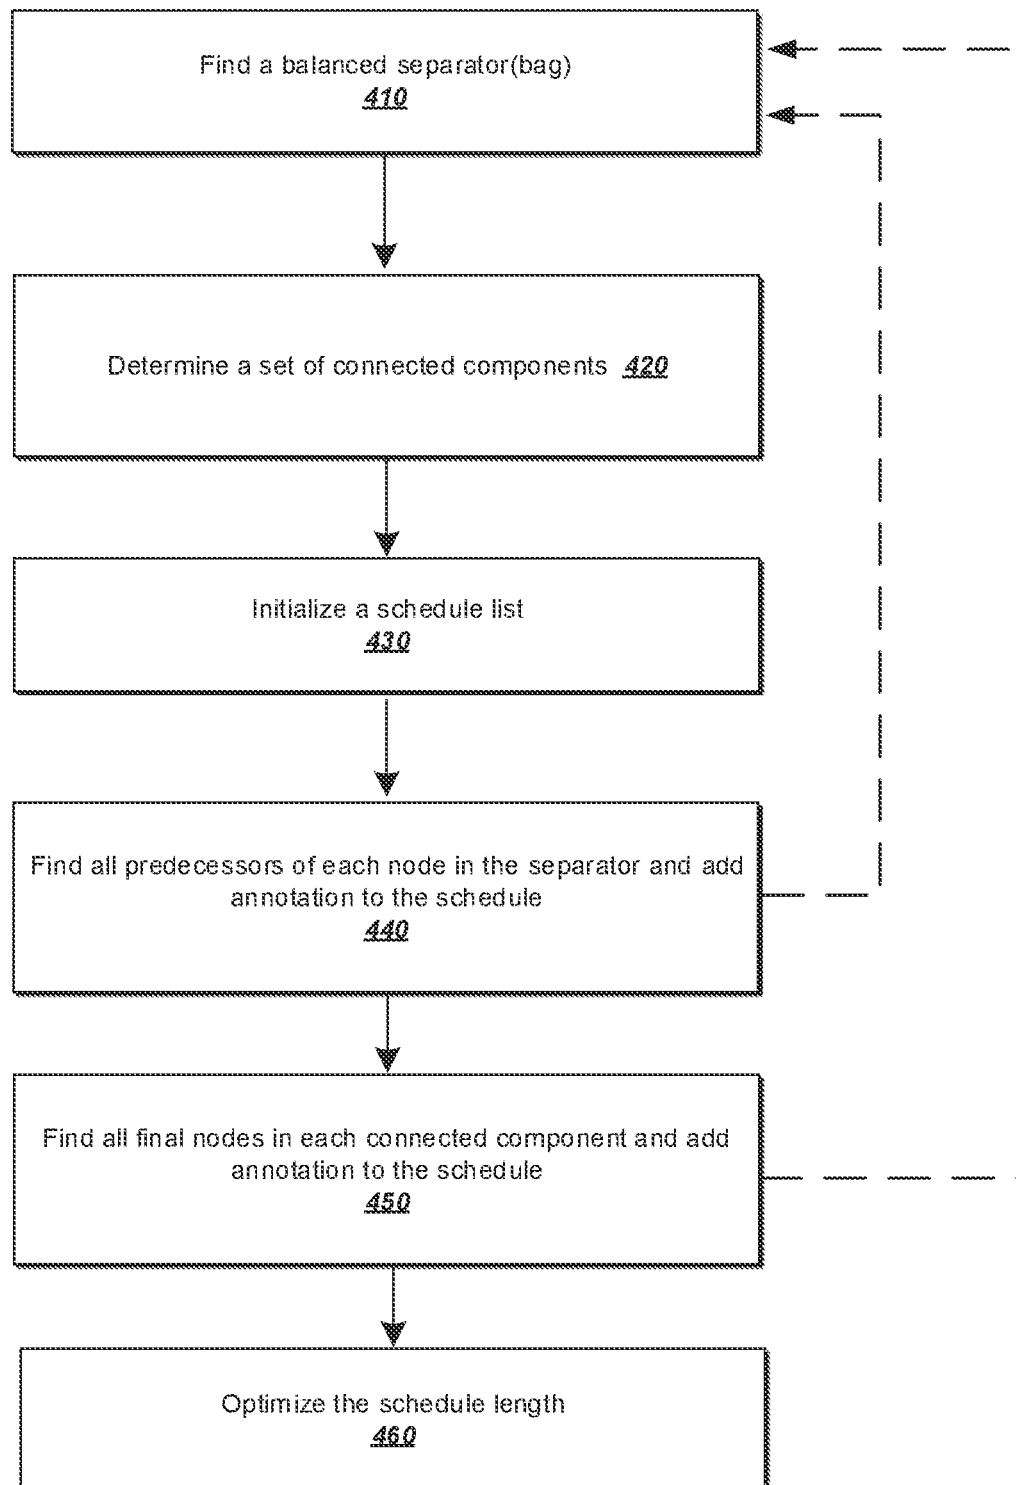 Find a balanced separator(bag)
410
Determine a set of connected components 420
Initialize a schedule list
430
Find all predecessors of each node in the separator and add
annotation to the schedule
440
Find all final nodes in each connected component and add
annotation to the schedule
450
Optimize the schedule length
460